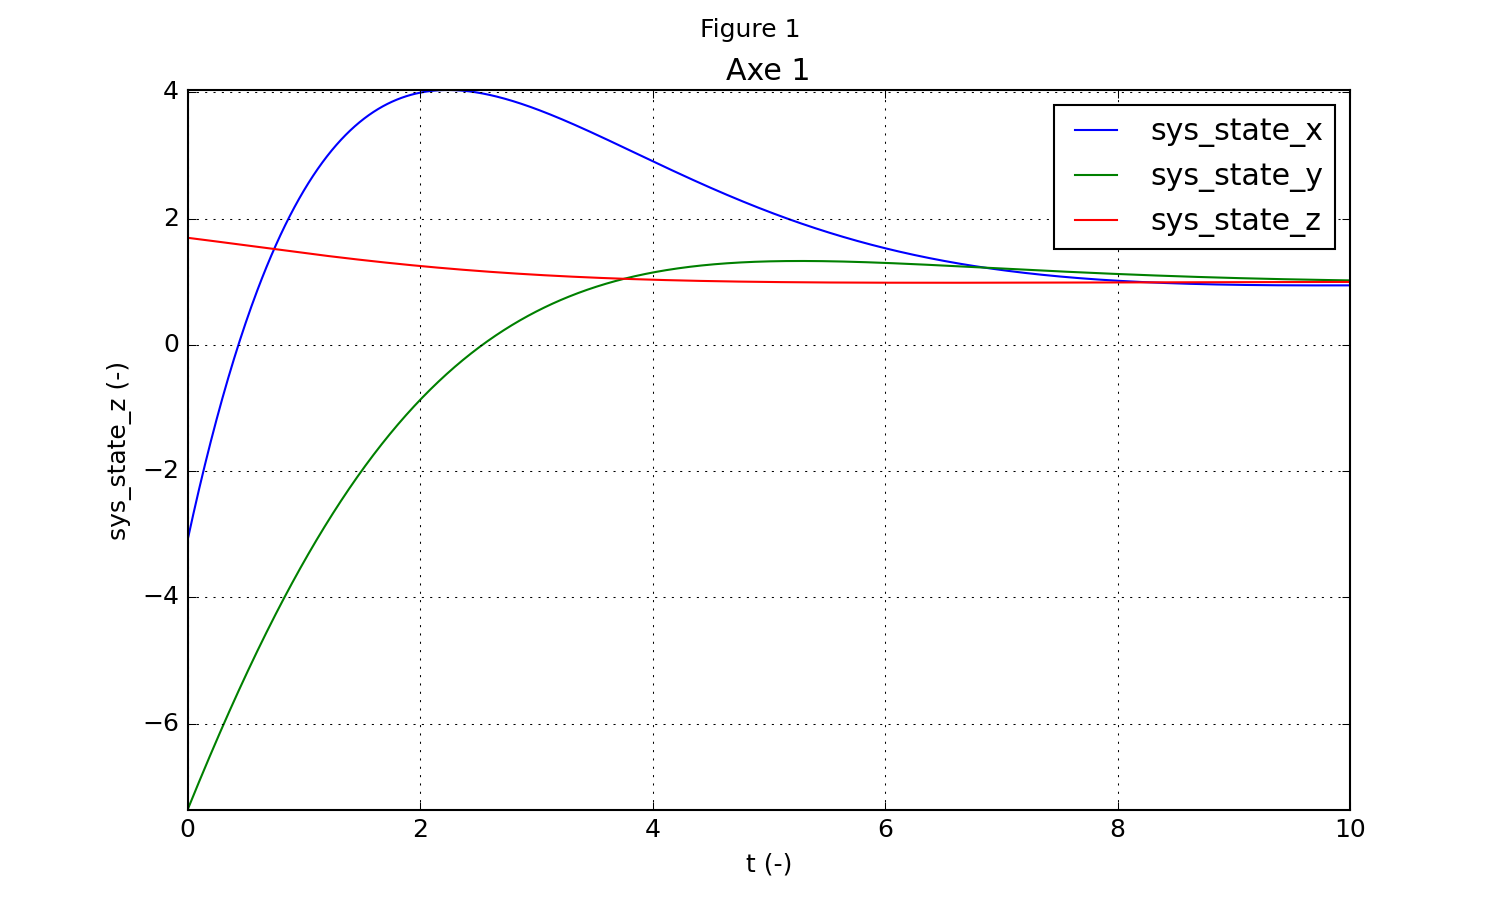 Figure 1
Axe 1
sys_state_x
sys_state_y
sys_state_z
sys_state_z (-)
4
2
0
−2
−4
−6
0 2 4 6 8 10
t (-)